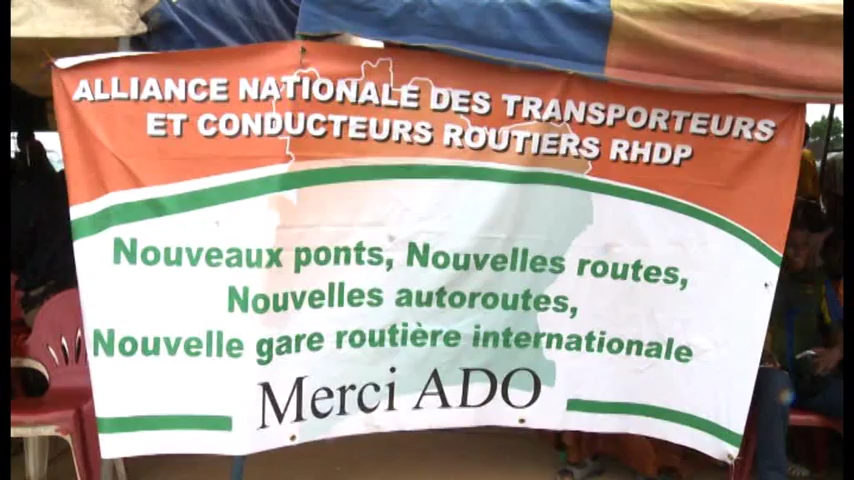 ALLIANCE NATIONALE DES TRANSPORTEURS
ET CONDUCTEURS ROUTIERS RHDP
Nouveaux ponts, Nouvelles routes,
Nouvelles autoroutes,
Nouvelle gare routière internationale
Merci ADO